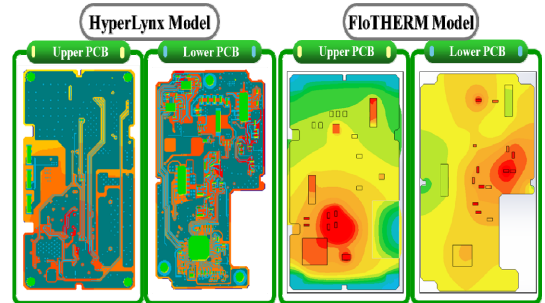 HyperLynx Model
FloTHERM Model
Upper PCB
Lower PCB
Upper PCB
Lower PCB